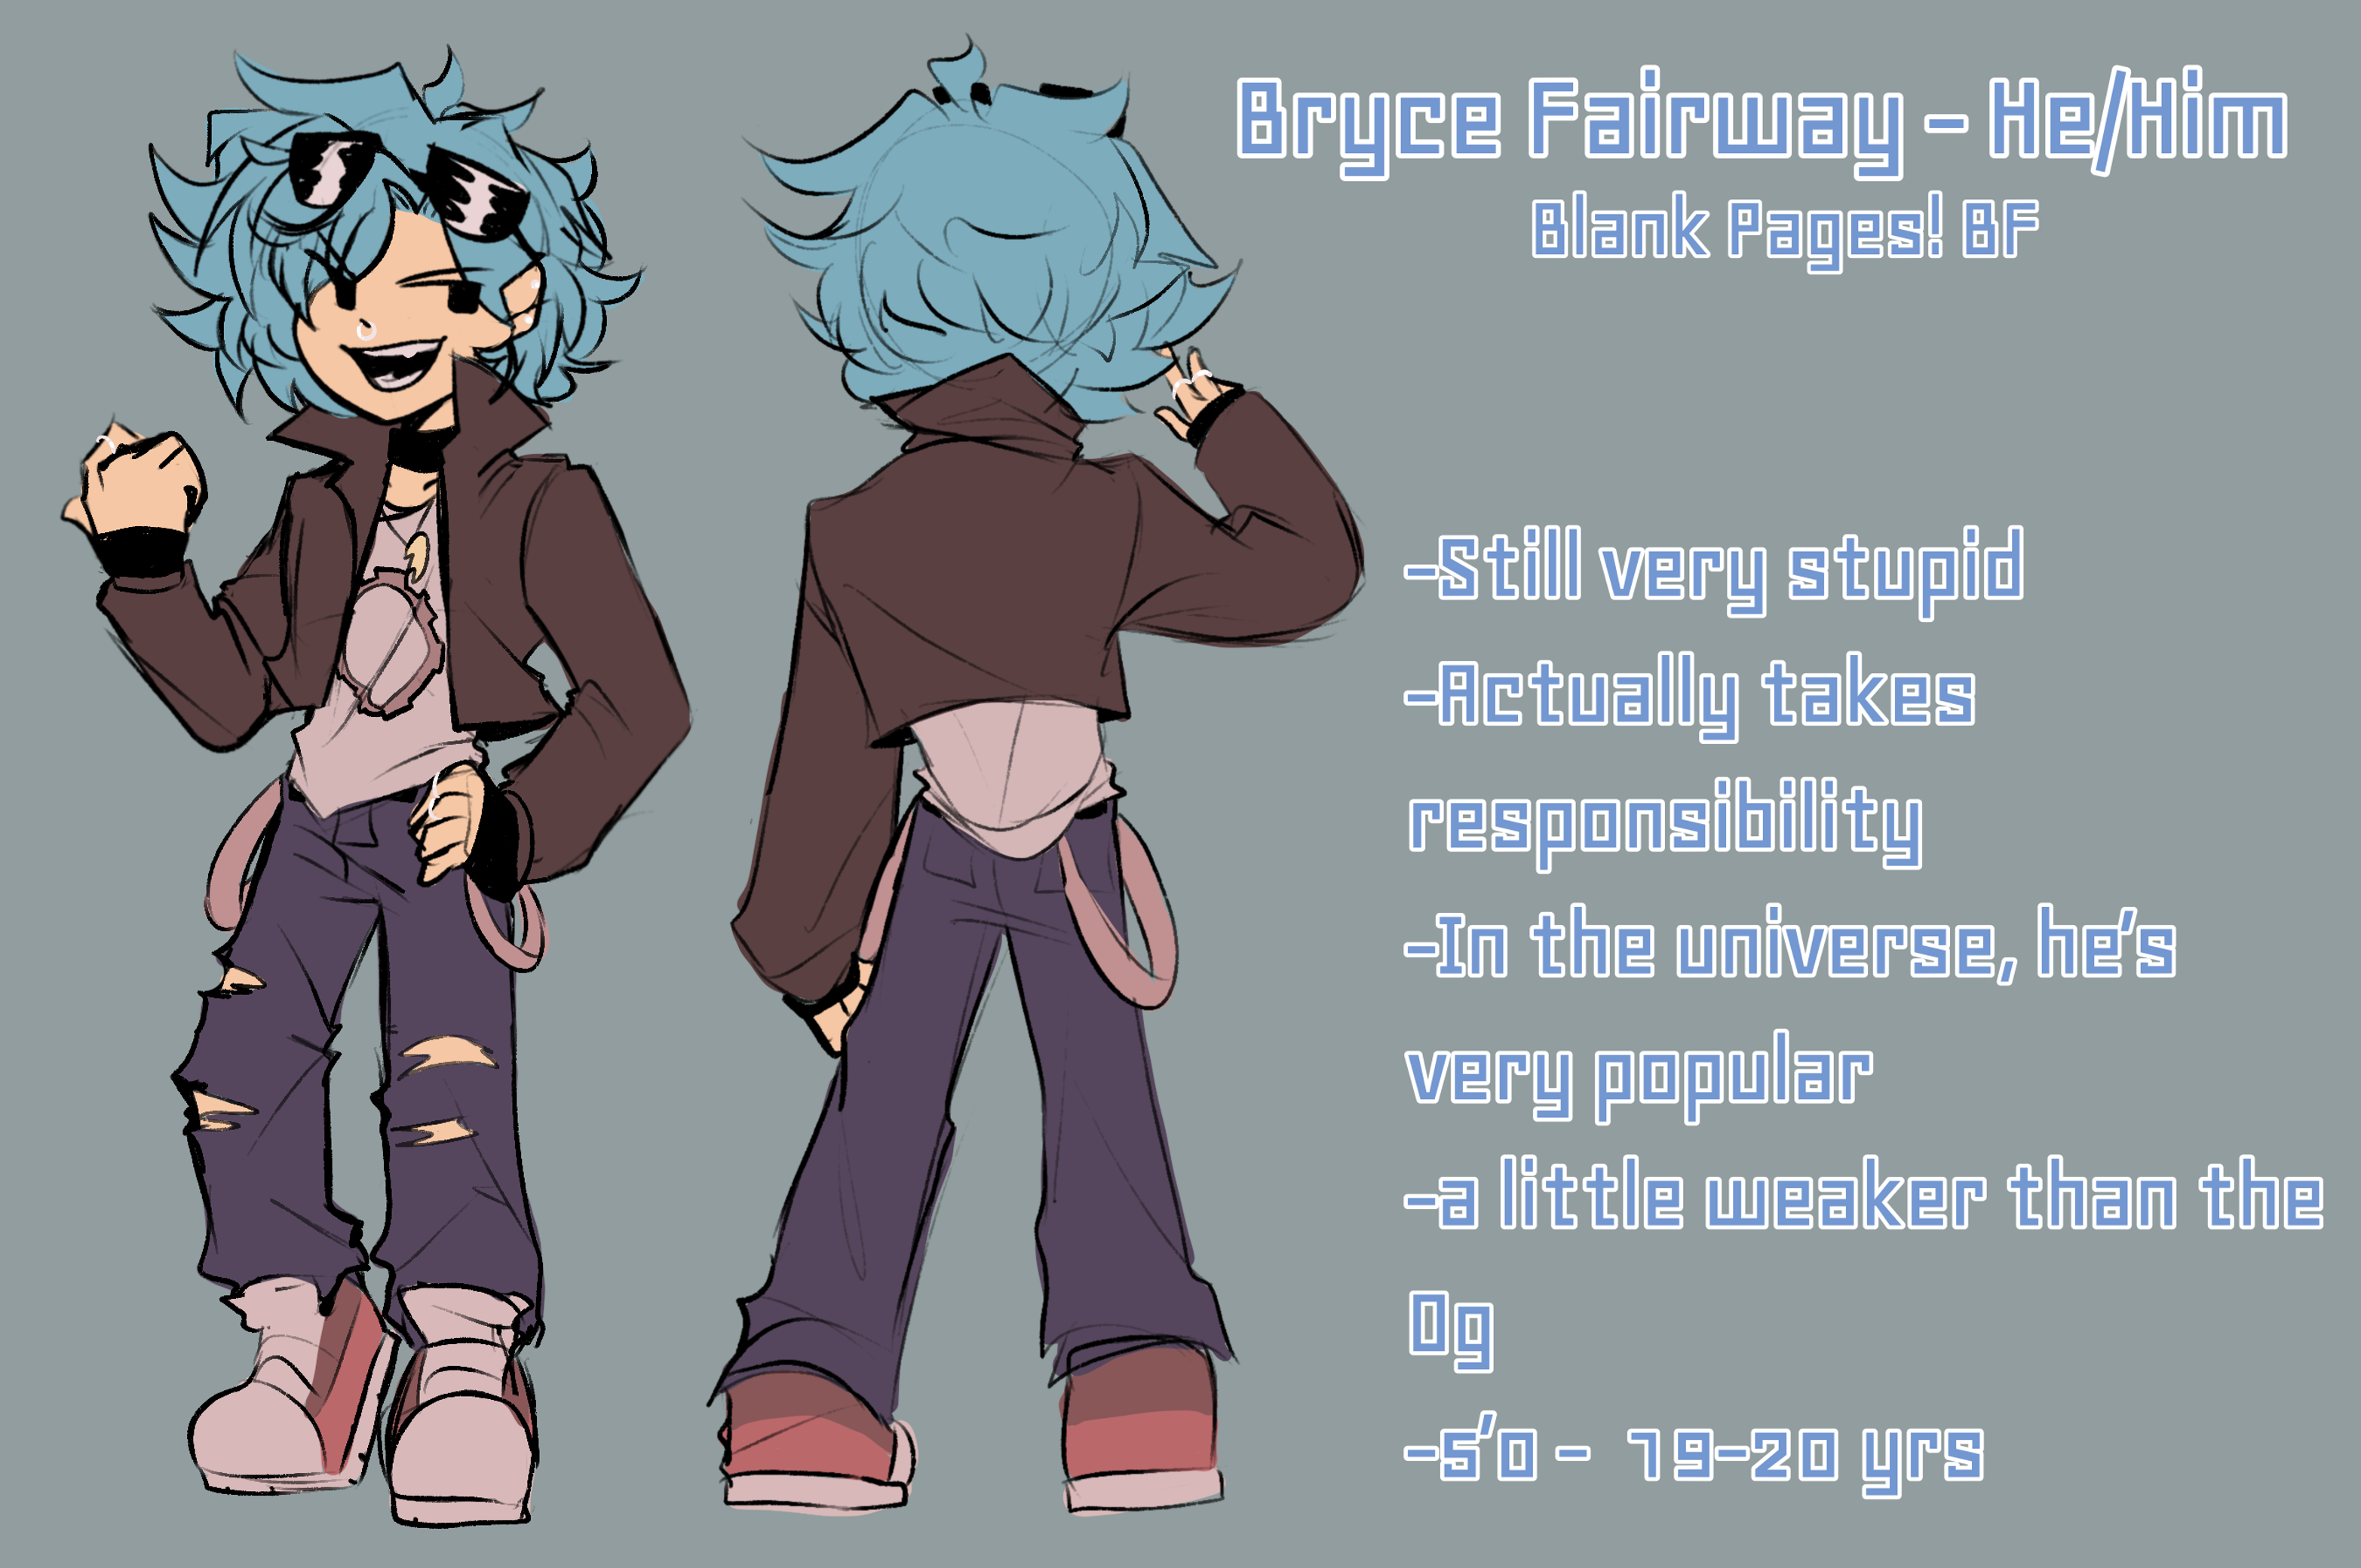 Bryce Fairway - He/Him
Blank Pages! BF
-Still very stupid
-Actually takes
responsibility
-In the universe, he's
very popular
-a little weaker than the
Og
-5'0 - 19-20 yrs